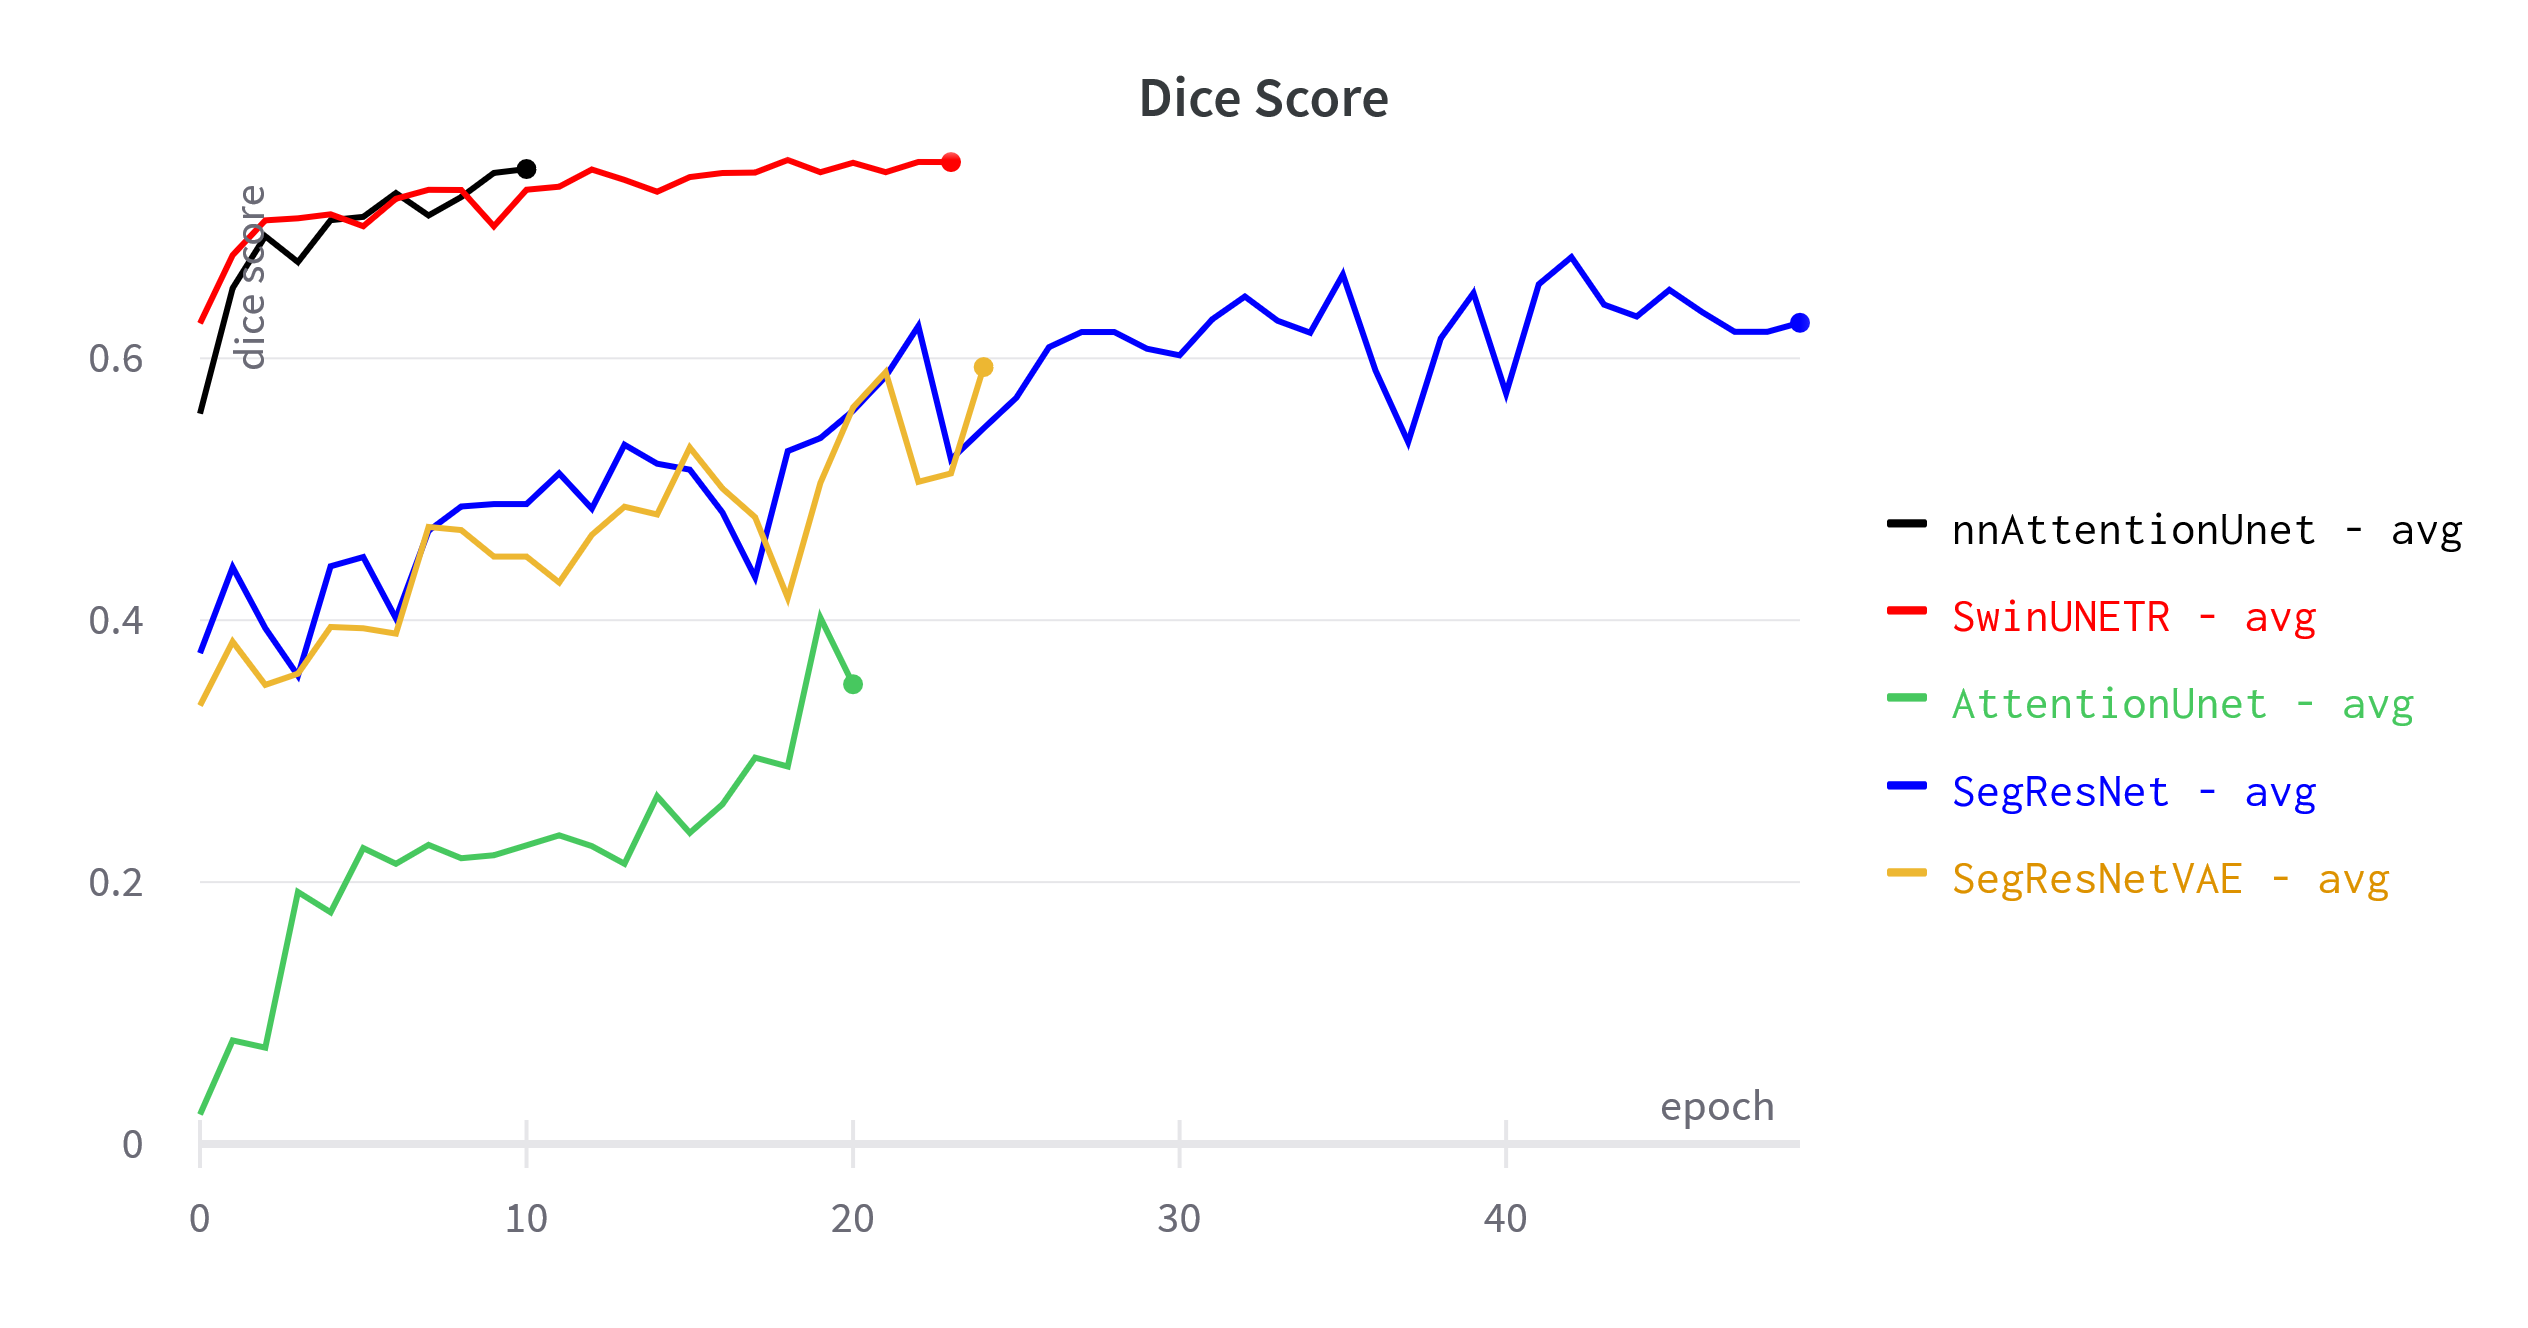 Dice Score
dice score
0.6
0.4
0.2
0
0
10
20
30
40
epoch
nnAttentionUnet - avg
SwinUNETR - avg
AttentionUnet - avg
SegResNet - avg
SegResNetVAE - avg